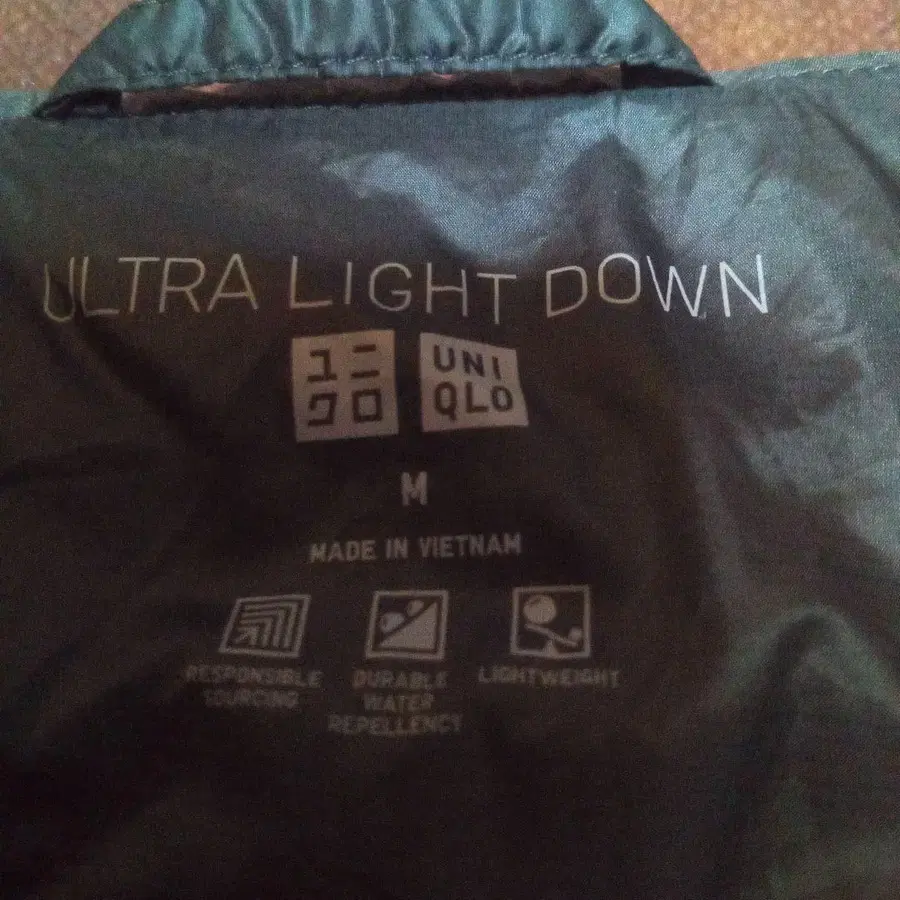 ULTRA LIGHT DOWN
ユニ UNI
クロ QLO
M
MADE IN VIETNAM
RESPONSIBLE DURABLE LIGHTWEIGHT
SOURCING WATER
REPELLENCY